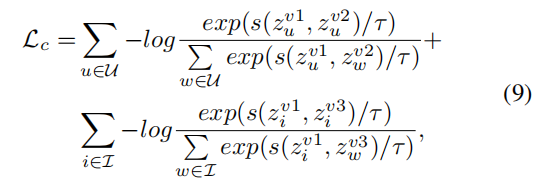 \mathcal{L}_c = \sum_{u \in \mathcal{U}} -log \frac{exp(s(z_u^{v1}, z_u^{v2})/\tau)}{\sum_{w \in \mathcal{U}} exp(s(z_u^{v1}, z_w^{v2})/\tau)} +
\sum_{i \in \mathcal{I}} -log \frac{exp(s(z_i^{v1}, z_i^{v3})/\tau)}{\sum_{w \in \mathcal{I}} exp(s(z_i^{v1}, z_w^{v3})/\tau)}, (9)